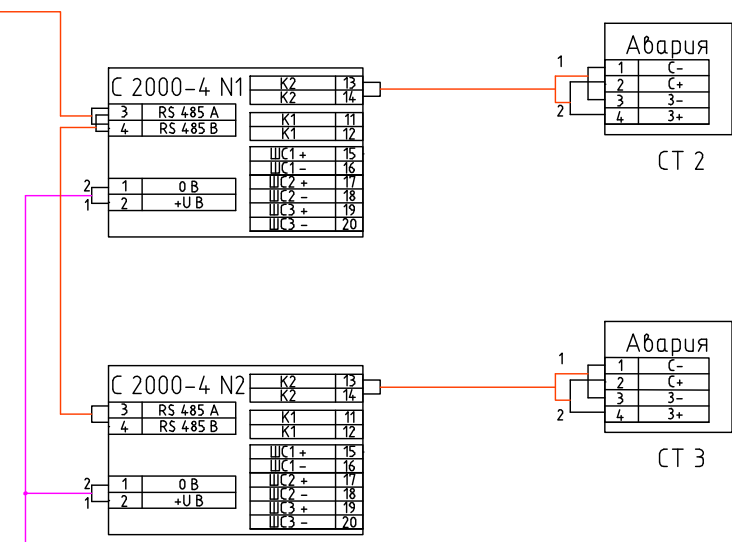 Авария
1 С-
2 С+
3 З-
4 З+
1
2
СТ 2
С 2000-4 N1
К2 13
К2 14
3 RS 485 A
4 RS 485 B
К1 11
К1 12
ШС1 + 15
ШС1 - 16
ШС2 + 17
ШС2 - 18
ШС3 + 19
ШС3 - 20
2
1
1 0 В
2 +U В
Авария
1 С-
2 С+
3 З-
4 З+
1
2
СТ 3
С 2000-4 N2
К2 13
К2 14
3 RS 485 A
4 RS 485 B
К1 11
К1 12
ШС1 + 15
ШС1 - 16
ШС2 + 17
ШС2 - 18
ШС3 + 19
ШС3 - 20
2
1
1 0 В
2 +U В